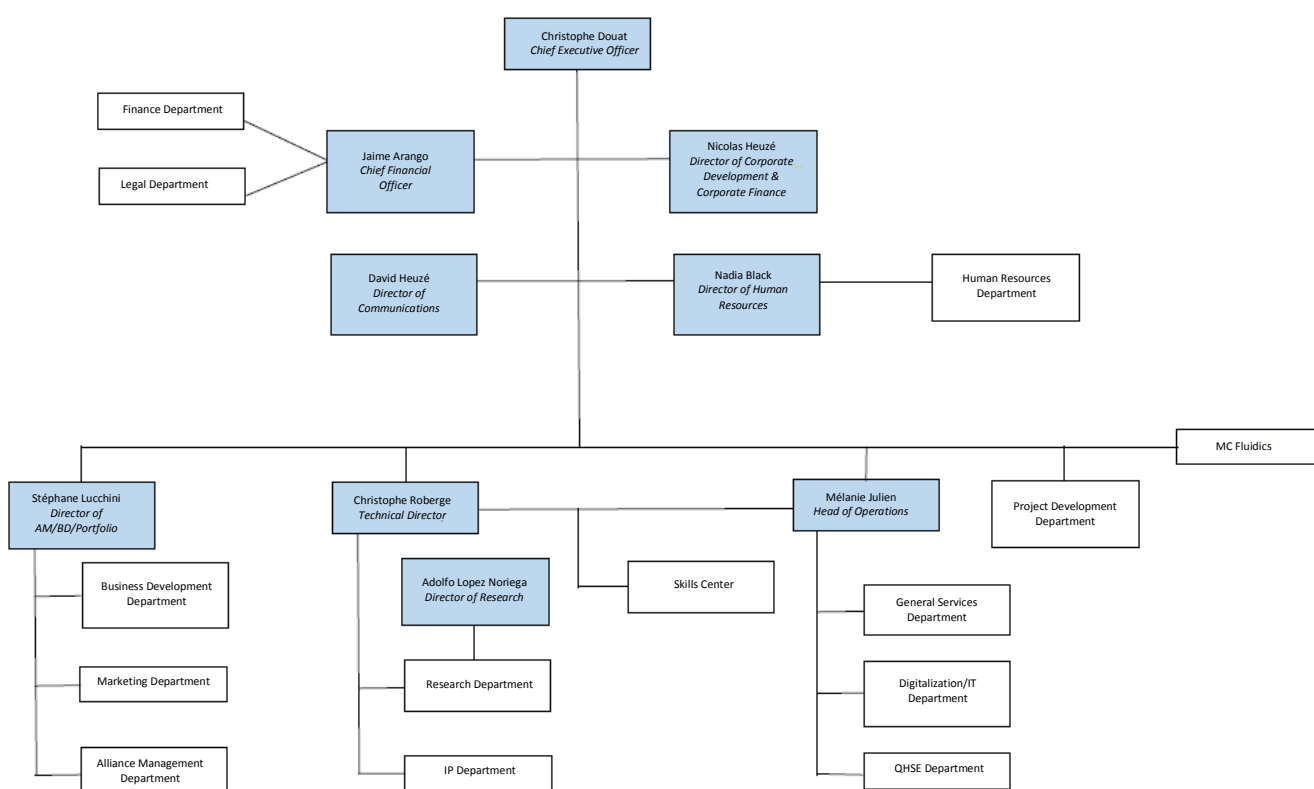 Christophe Douat
Chief Executive Officer
Finance Department
Legal Department
Jaime Arango
Chief Financial
Officer
Nicolas Heuzé
Director of Corporate
Development &
Corporate Finance
David Heuzé
Director of
Communications
Nadia Black
Director of Human
Resources
Human Resources
Department
MC Fluidics
Stéphane Lucchini
Director of
AM/BD/Portfolio
Christophe Roberge
Technical Director
Mélanie Julien
Head of Operations
Project Development
Department
Business Development
Department
Marketing Department
Alliance Management
Department
Adolfo Lopez Noriega
Director of Research
Research Department
IP Department
Skills Center
General Services
Department
Digitalization/IT
Department
QHSE Department